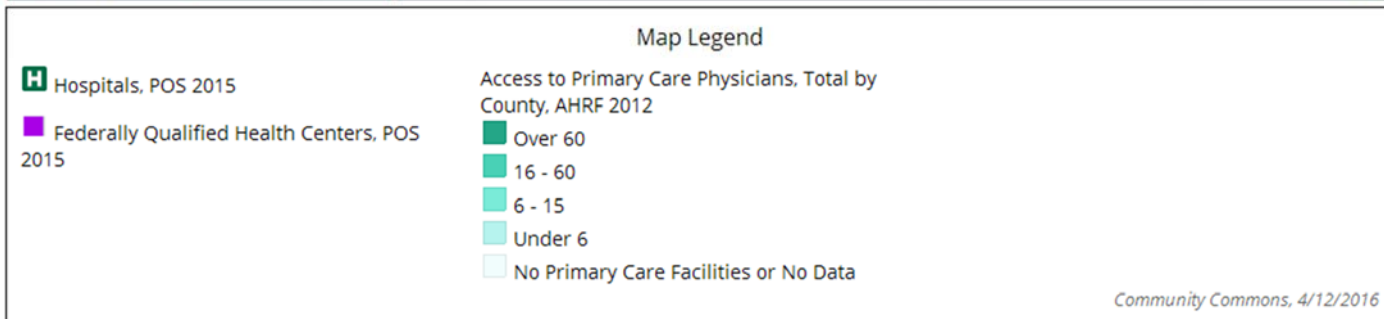 Map Legend
H Hospitals, POS 2015
Federally Qualified Health Centers, POS
2015
Access to Primary Care Physicians, Total by
County, AHRF 2012
Over 60
16 - 60
6 - 15
Under 6
No Primary Care Facilities or No Data
Community Commons, 4/12/2016